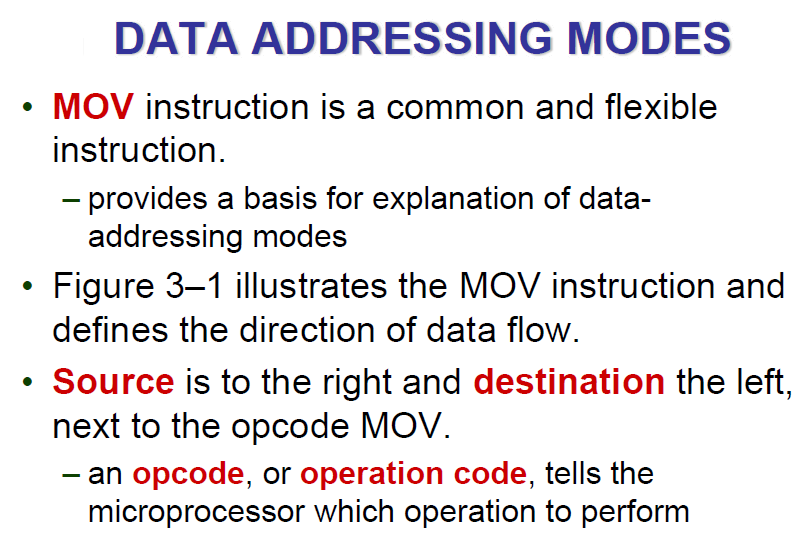 DATA ADDRESSING MODES
• MOV instruction is a common and flexible
instruction.
– provides a basis for explanation of data-
addressing modes
• Figure 3–1 illustrates the MOV instruction and
defines the direction of data flow.
• Source is to the right and destination the left,
next to the opcode MOV.
– an opcode, or operation code, tells the
microprocessor which operation to perform